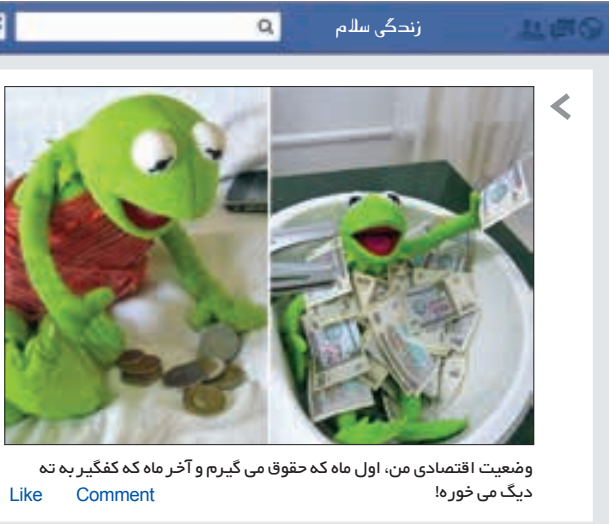 زندگی سلام
وضعیت اقتصادی من، اول ماه که حقوق می گیرم و آخر ماه که کفگیر به ته
دیگ می خوره!
Like Comment